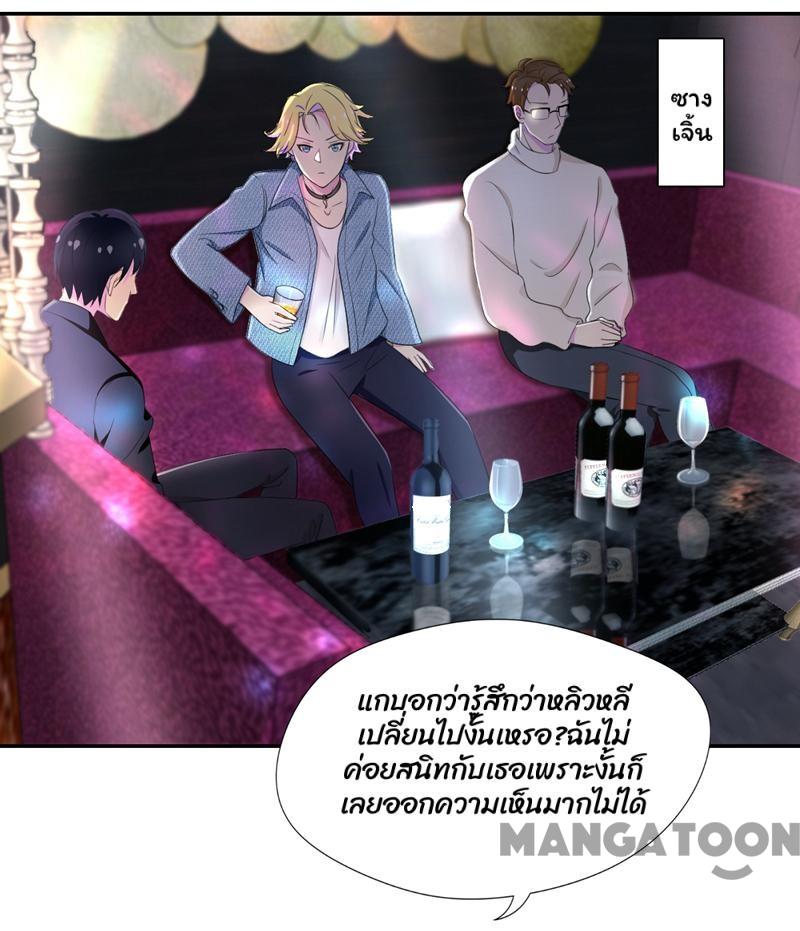 ซาง
เจิ้น
แกบอกว่ารู้สึกว่าหลิวหลี
เปลี่ยนไปงั้นเหรอ?ฉันไม่
ค่อยสนิทกับเธอเพราะงั้นก็
เลยออกความเห็นมากไม่ได้
MANGATOON